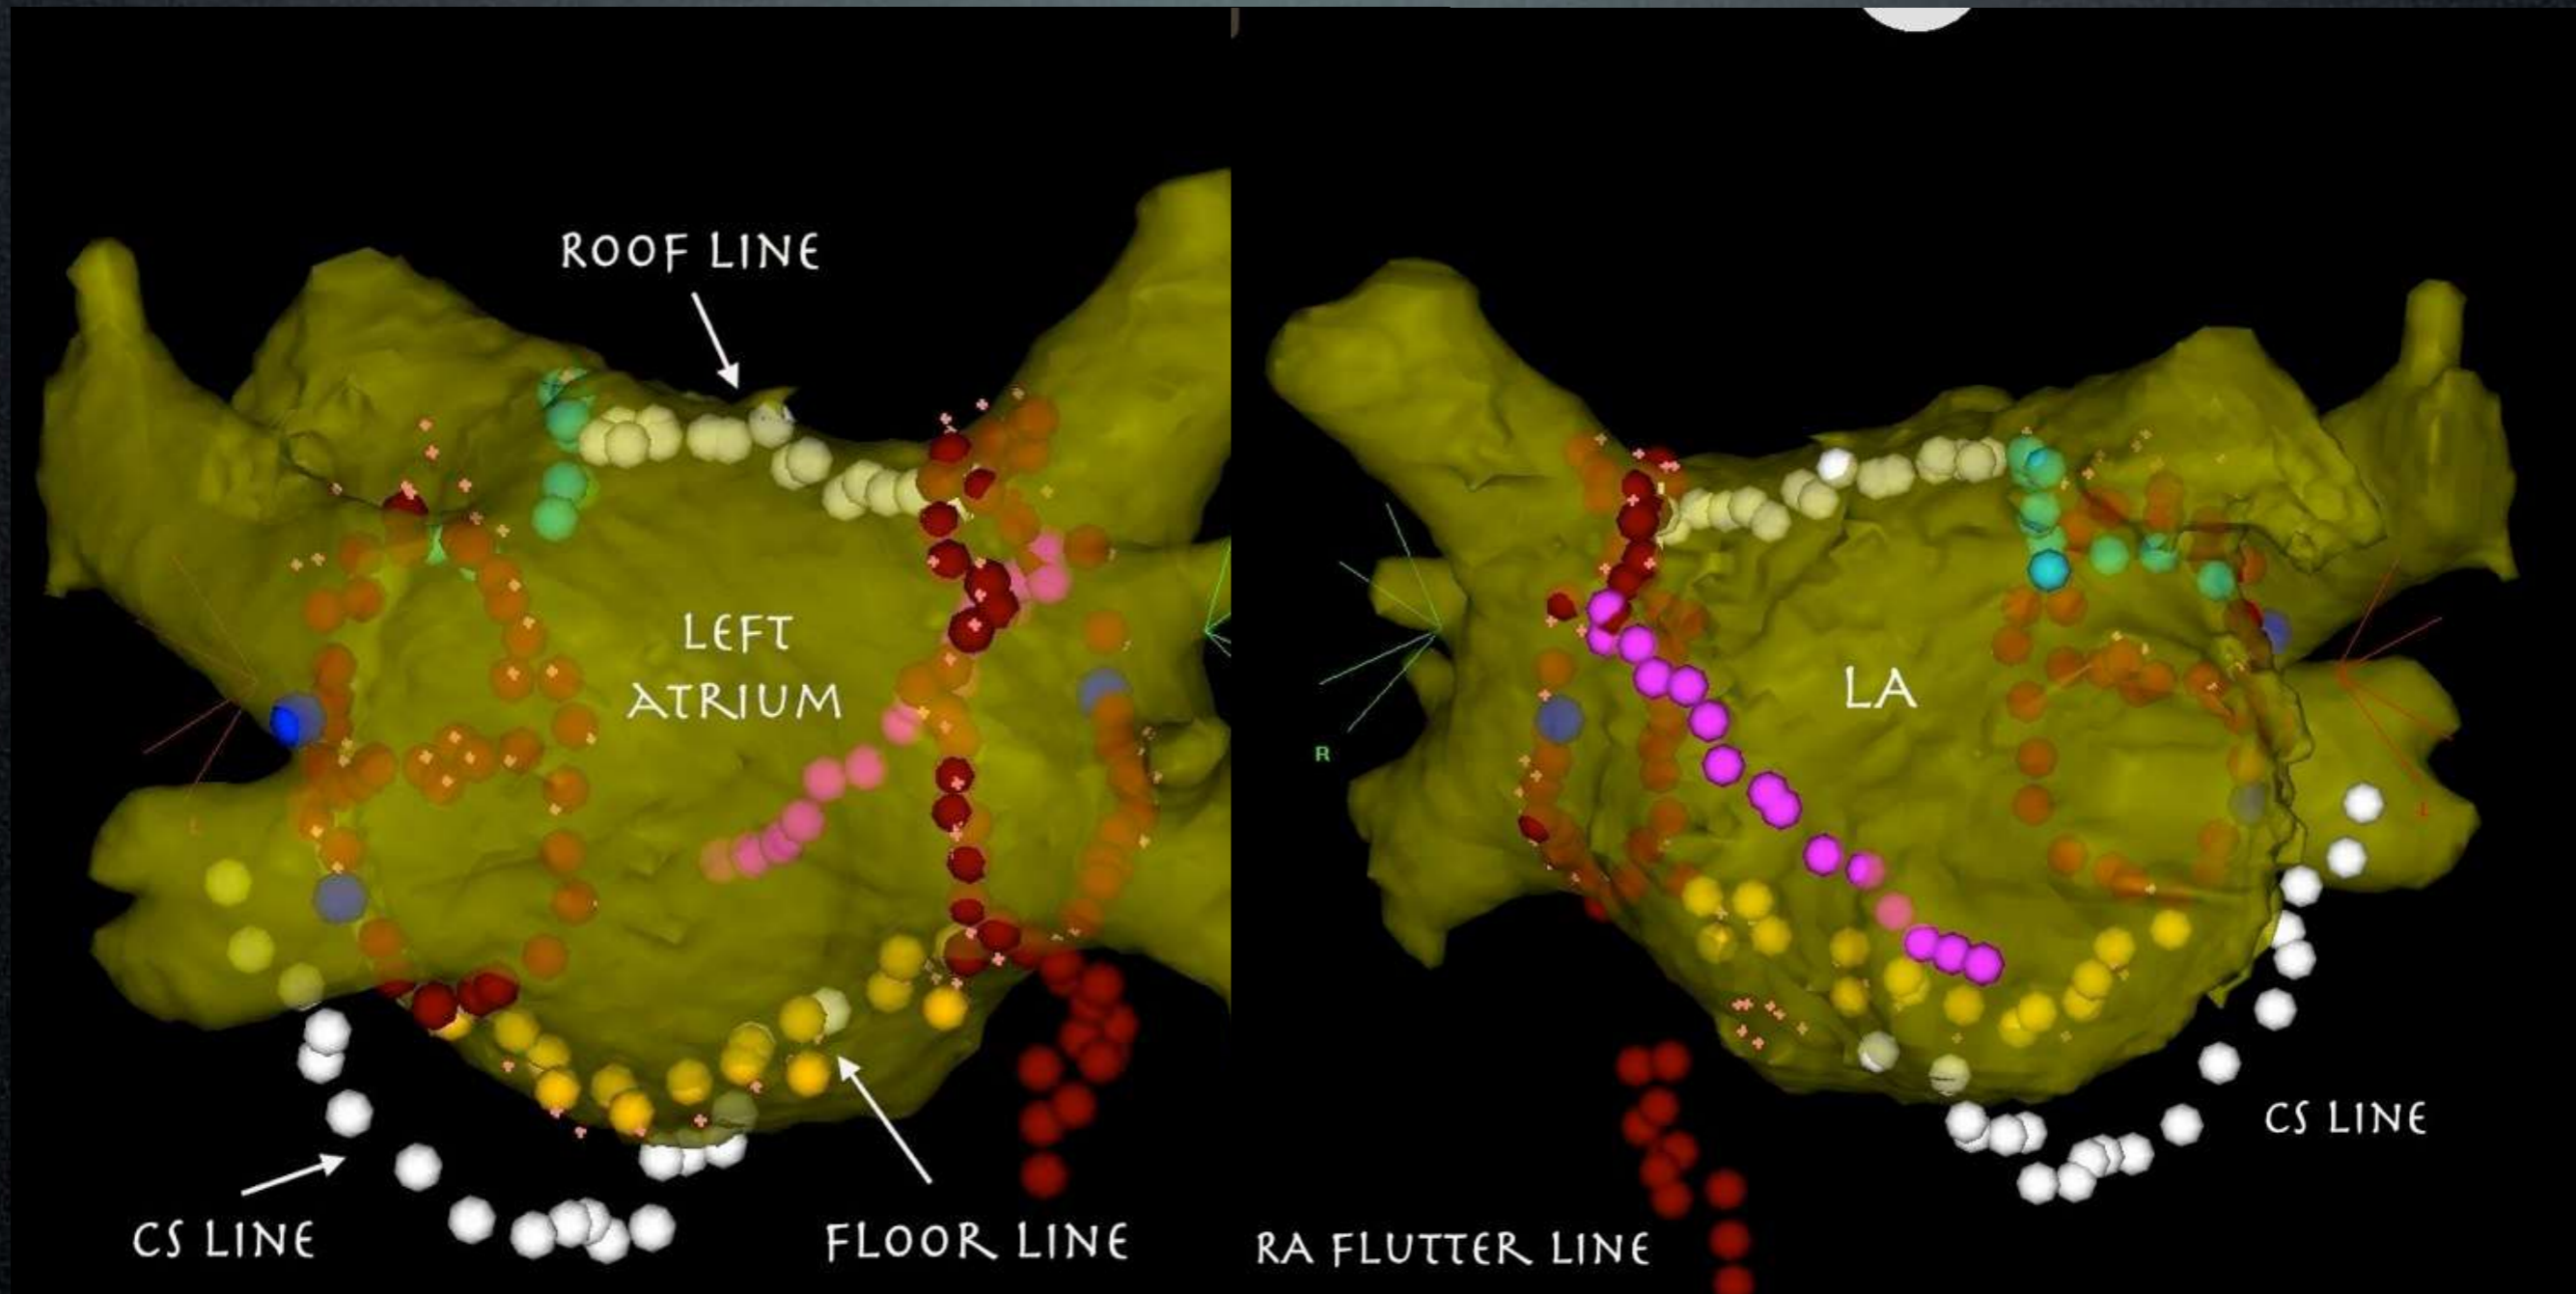 ROOF LINE
LEFT
ATRIUM
CS LINE
FLOOR LINE
LA
R
L
CS LINE
RA FLUTTER LINE